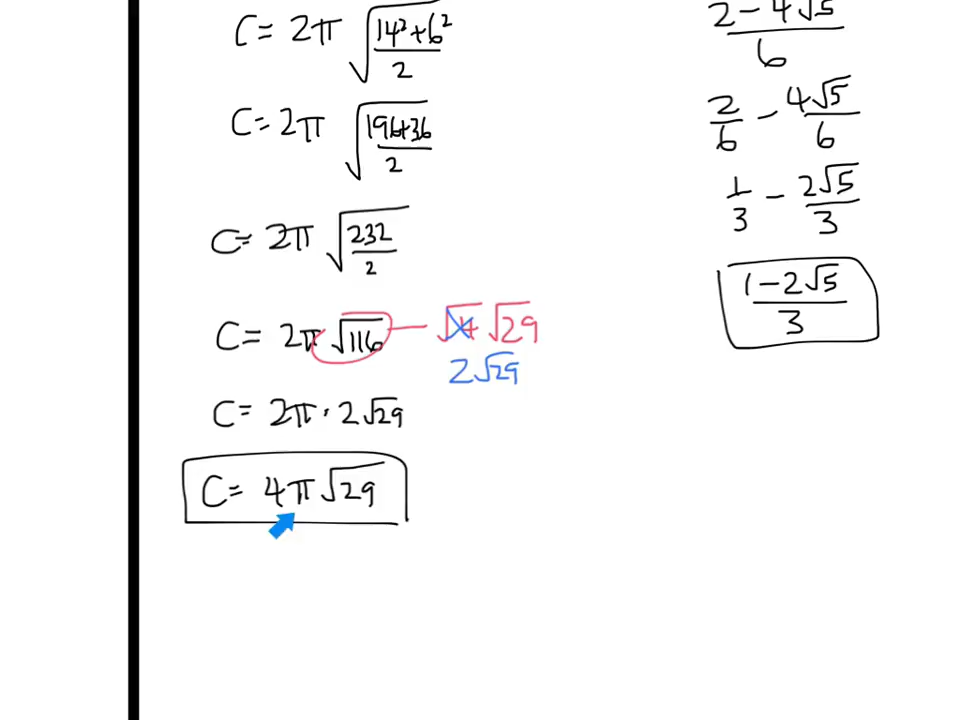 C = 2π √((14²+6²)/2)
C = 2π √((196+36)/2)
C = 2π √(232/2)
C = 2π √116 — √4 √29
2√29
C = 2π · 2√29
C = 4π √29
(2 − 4√5)/6
2/6 − 4√5/6
1/3 − 2√5/3
(1 − 2√5)/3